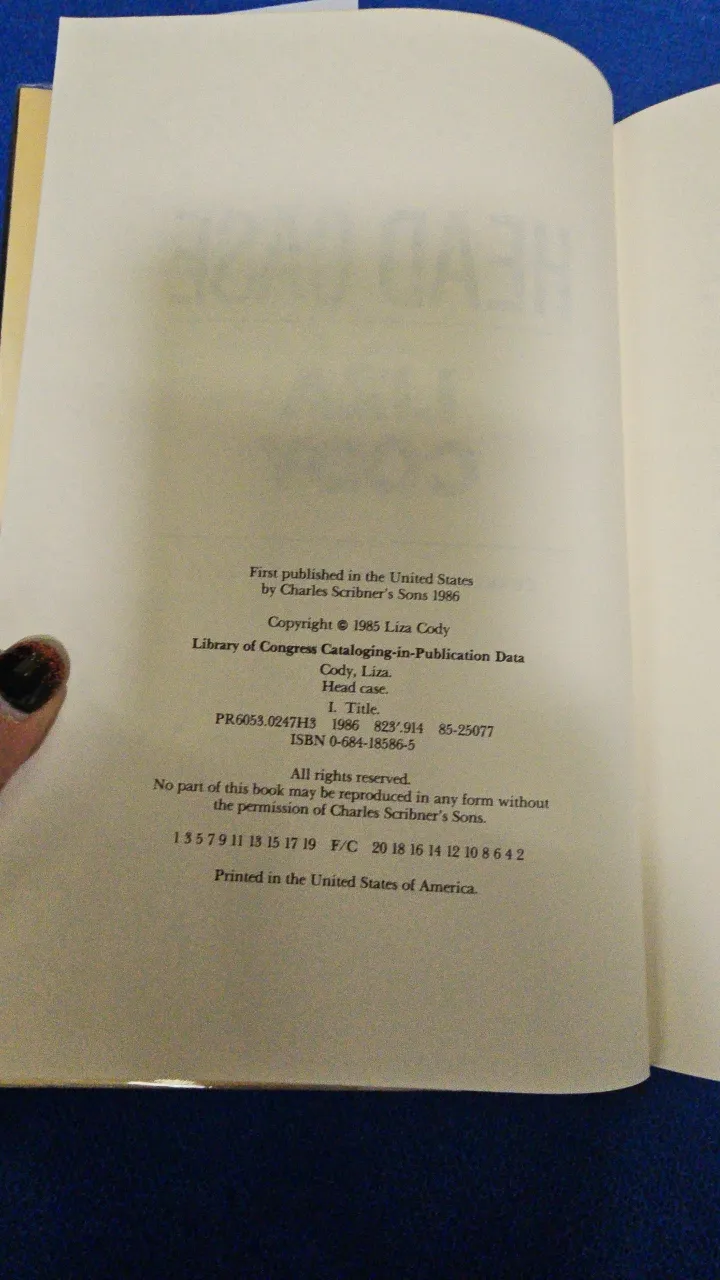 HEAD CASE
LIZA
CODY
First published in the United States
by Charles Scribner's Sons 1986
Copyright © 1985 Liza Cody
Library of Congress Cataloging-in-Publication Data
Cody, Liza.
Head case.
I. Title.
PR6053.0247H3 1986 823'.914 85-25077
ISBN 0-684-18586-5
All rights reserved.
No part of this book may be reproduced in any form without
the permission of Charles Scribner's Sons.
1 3 5 7 9 11 13 15 17 19 F/C 20 18 16 14 12 10 8 6 4 2
Printed in the United States of America.